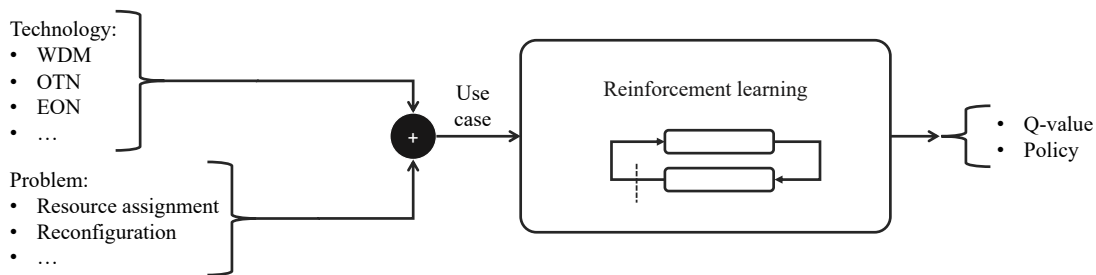 Technology:
• WDM
• OTN
• EON
• …
Problem:
• Resource assignment
• Reconfiguration
• …
+
Use
case
Reinforcement learning
• Q-value
• Policy